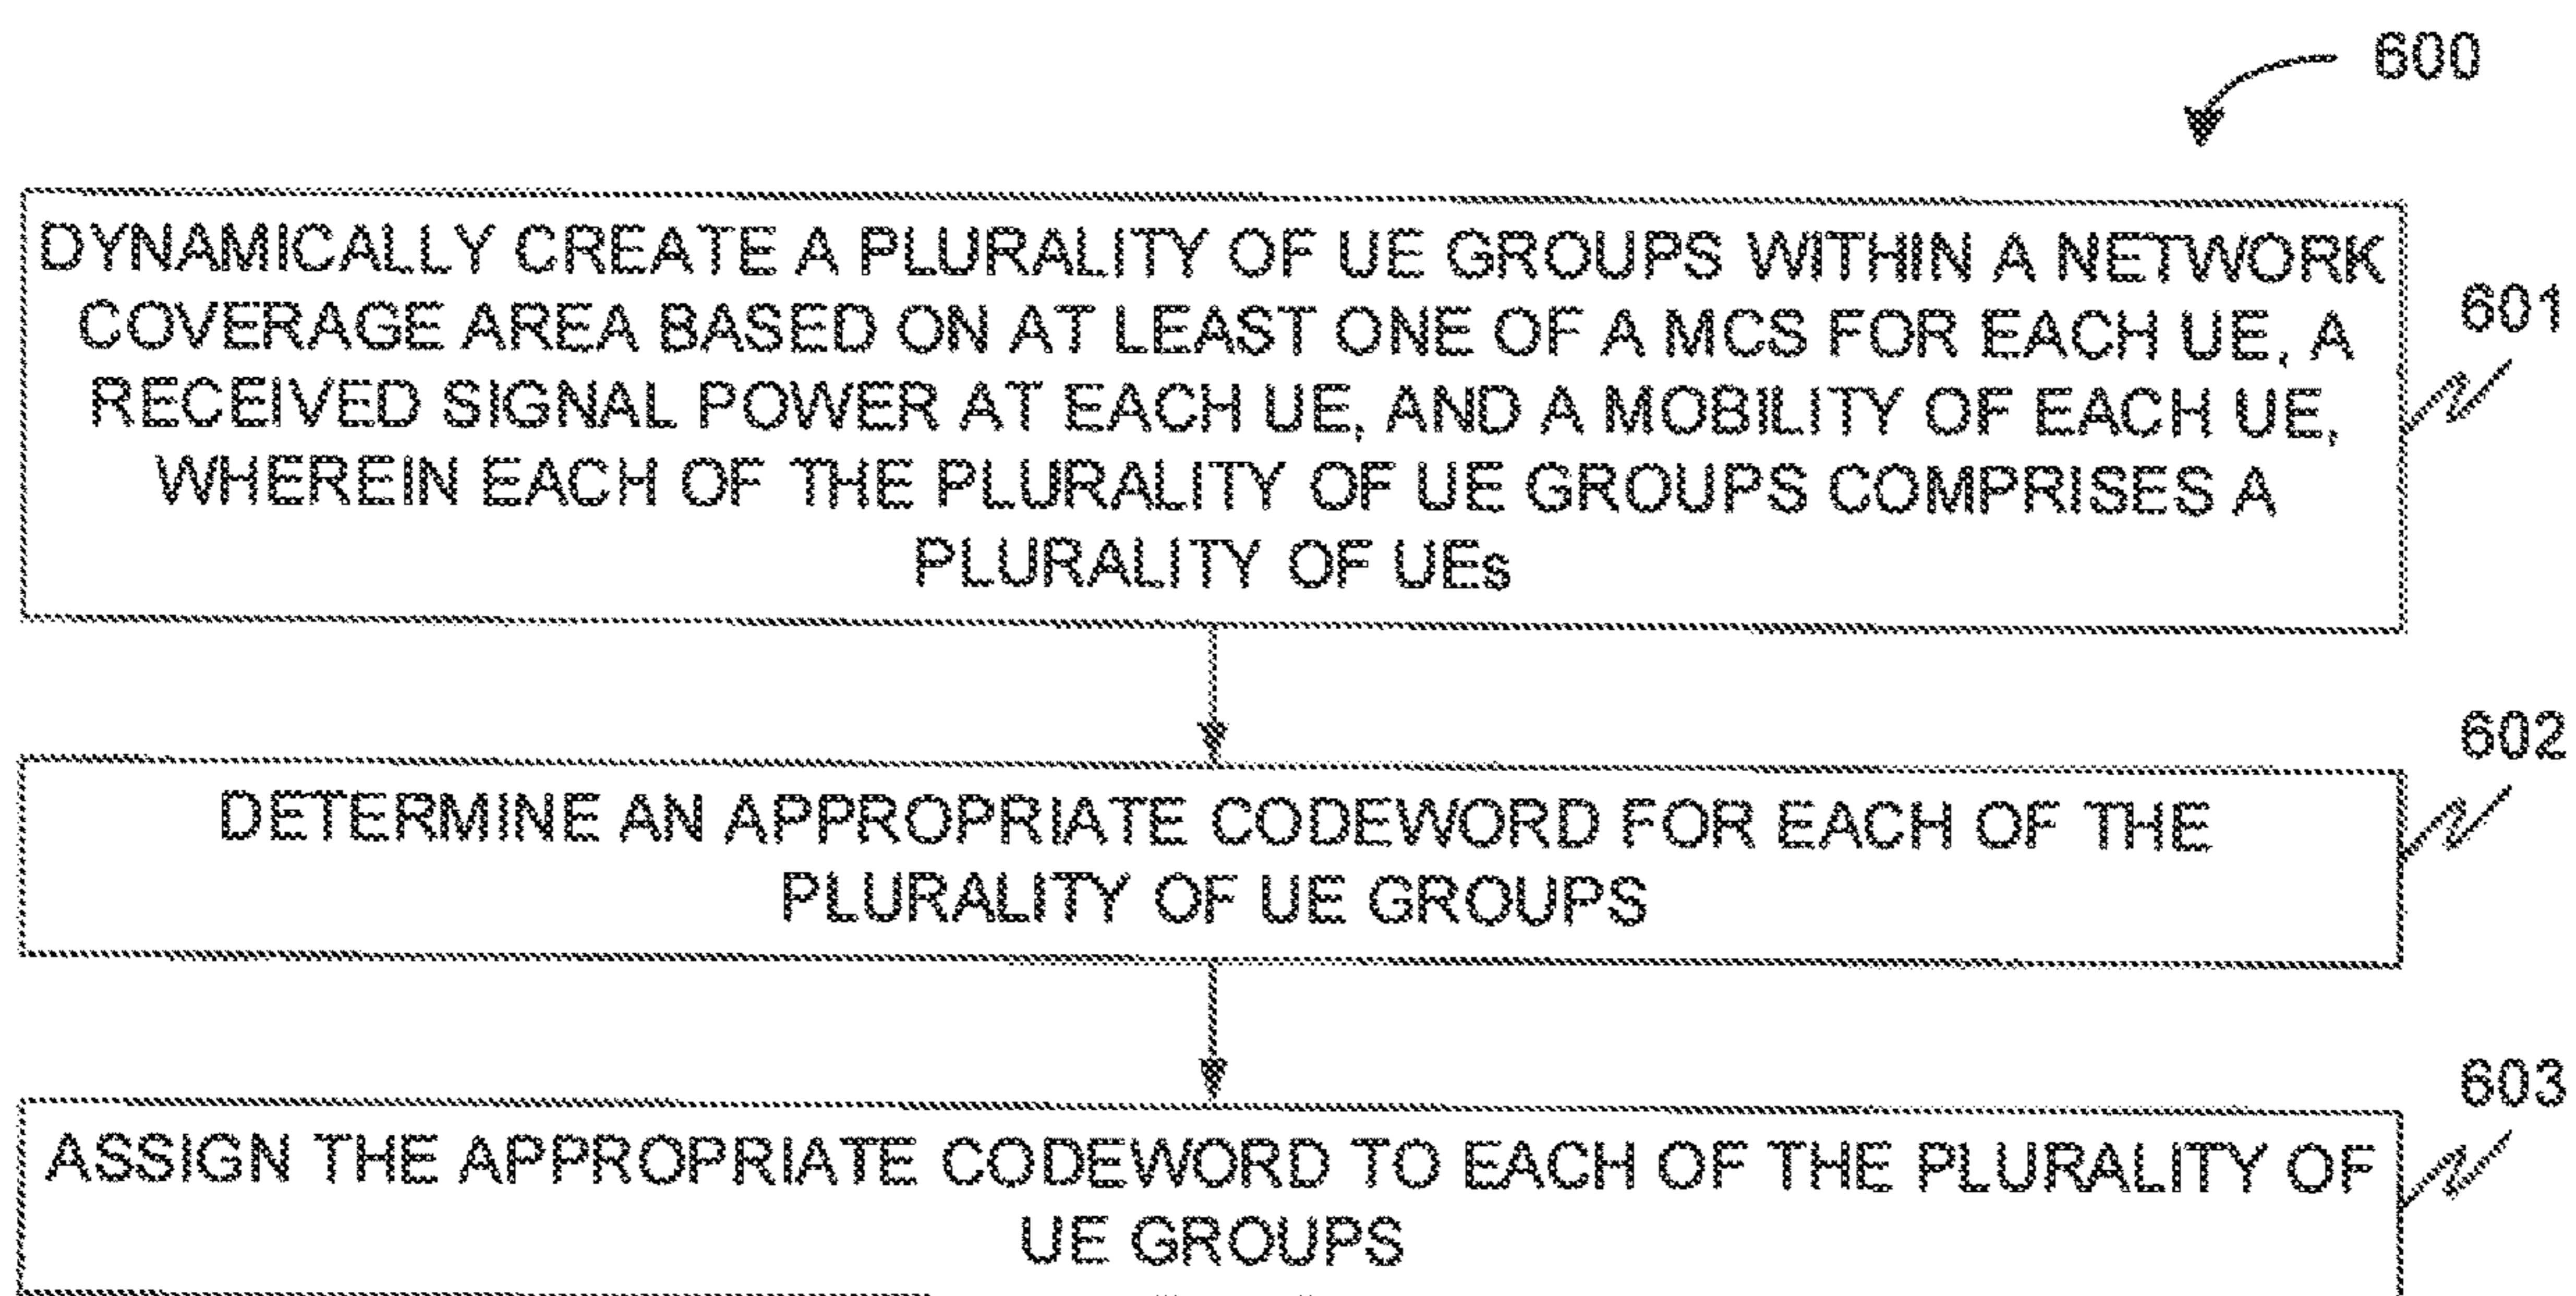 600
DYNAMICALLY CREATE A PLURALITY OF UE GROUPS WITHIN A NETWORK
COVERAGE AREA BASED ON AT LEAST ONE OF A MCS FOR EACH UE, A
RECEIVED SIGNAL POWER AT EACH UE, AND A MOBILITY OF EACH UE,
WHEREIN EACH OF THE PLURALITY OF UE GROUPS COMPRISES A
PLURALITY OF UEs
601
DETERMINE AN APPROPRIATE CODEWORD FOR EACH OF THE
PLURALITY OF UE GROUPS
602
ASSIGN THE APPROPRIATE CODEWORD TO EACH OF THE PLURALITY OF
UE GROUPS
603